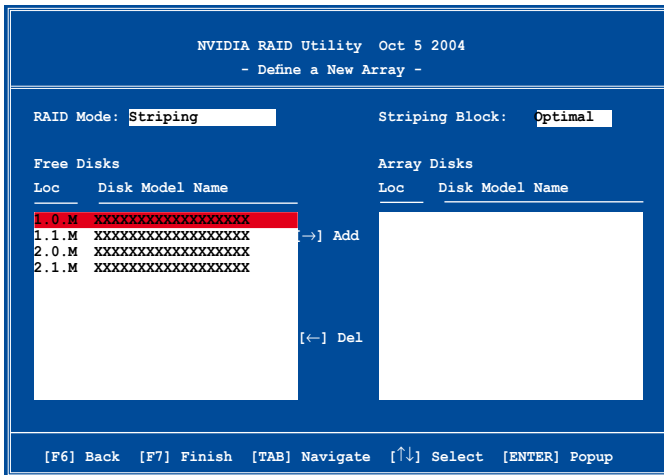 NVIDIA RAID Utility Oct 5 2004
- Define a New Array -
RAID Mode: Striping
Striping Block: Optimal
Free Disks
Array Disks
Loc Disk Model Name
Loc Disk Model Name
1.0.M XXXXXXXXXXXXXXXXXX
1.1.M XXXXXXXXXXXXXXXXXX
2.0.M XXXXXXXXXXXXXXXXXX
2.1.M XXXXXXXXXXXXXXXXXX
[→] Add
[←] Del
[F6] Back [F7] Finish [TAB] Navigate [↑↓] Select [ENTER] Popup